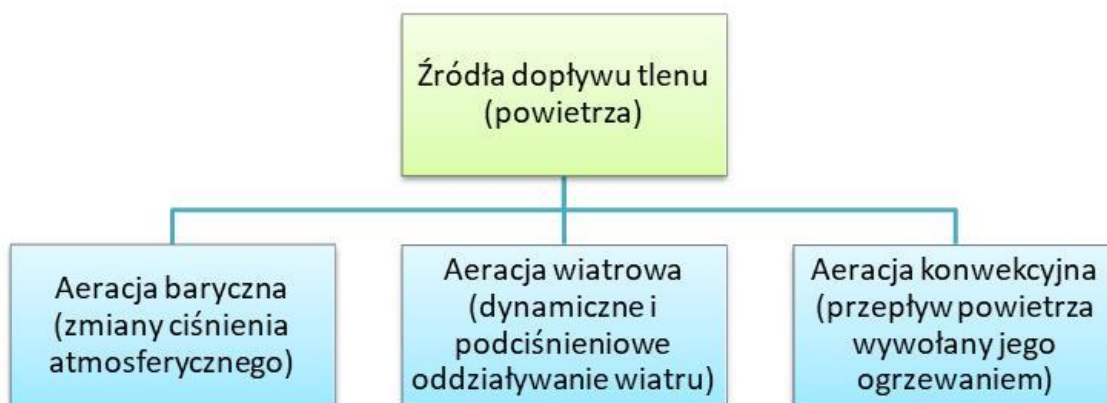 Źródła dopływu tlenu
(powietrza)
Aeracja baryczna
(zmiany ciśnienia
atmosferycznego)
Aeracja wiatrowa
(dynamiczne i
podciśnieniowe
oddziaływanie wiatru)
Aeracja konwekcyjna
(przepływ powietrza
wywołany jego
ogrzewaniem)